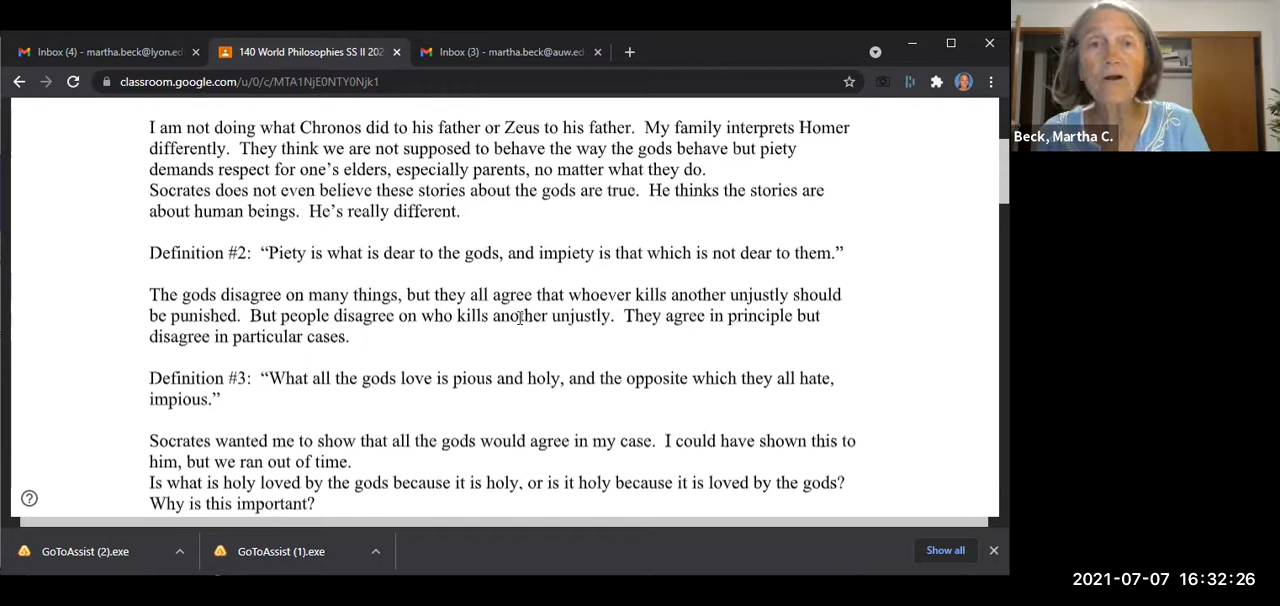 Inbox (4) - martha.beck@lyon.ed
140 World Philosophies SS II 202
Inbox (3) - martha.beck@auw.ed
classroom.google.com/u/0/c/MTA1NjE0NTY0Njk1
I am not doing what Chronos did to his father or Zeus to his father. My family interprets Homer
differently. They think we are not supposed to behave the way the gods behave but piety
demands respect for one's elders, especially parents, no matter what they do.
Socrates does not even believe these stories about the gods are true. He thinks the stories are
about human beings. He's really different.
Definition #2: “Piety is what is dear to the gods, and impiety is that which is not dear to them.”
The gods disagree on many things, but they all agree that whoever kills another unjustly should
be punished. But people disagree on who kills another unjustly. They agree in principle but
disagree in particular cases.
Definition #3: “What all the gods love is pious and holy, and the opposite which they all hate,
impious.”
Socrates wanted me to show that all the gods would agree in my case. I could have shown this to
him, but we ran out of time.
Is what is holy loved by the gods because it is holy, or is it holy because it is loved by the gods?
Why is this important?
GoToAssist (2).exe
GoToAssist (1).exe
Show all
Beck, Martha C.
2021-07-07 16:32:26